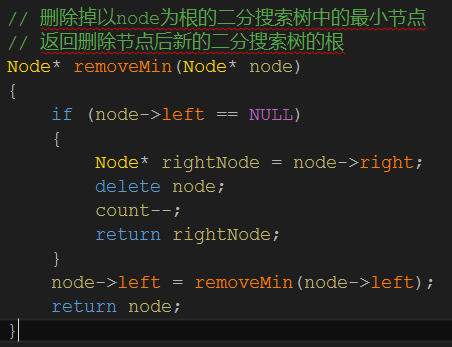 // 删除掉以node为根的二分搜索树中的最小节点
// 返回删除节点后新的二分搜索树的根
Node* removeMin(Node* node)
{
    if (node->left == NULL)
    {
        Node* rightNode = node->right;
        delete node;
        count--;
        return rightNode;
    }
    node->left = removeMin(node->left);
    return node;
}